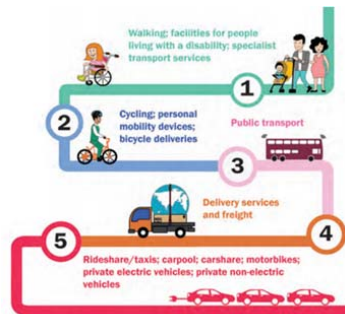 Walking; facilities for people
living with a disability; specialist
transport services
1
2
Cycling; personal
mobility devices;
bicycle deliveries
Public transport
3
Delivery services
and freight
4
5
Rideshare/taxis; carpool; carshare; motorbikes;
private electric vehicles; private non-electric
vehicles